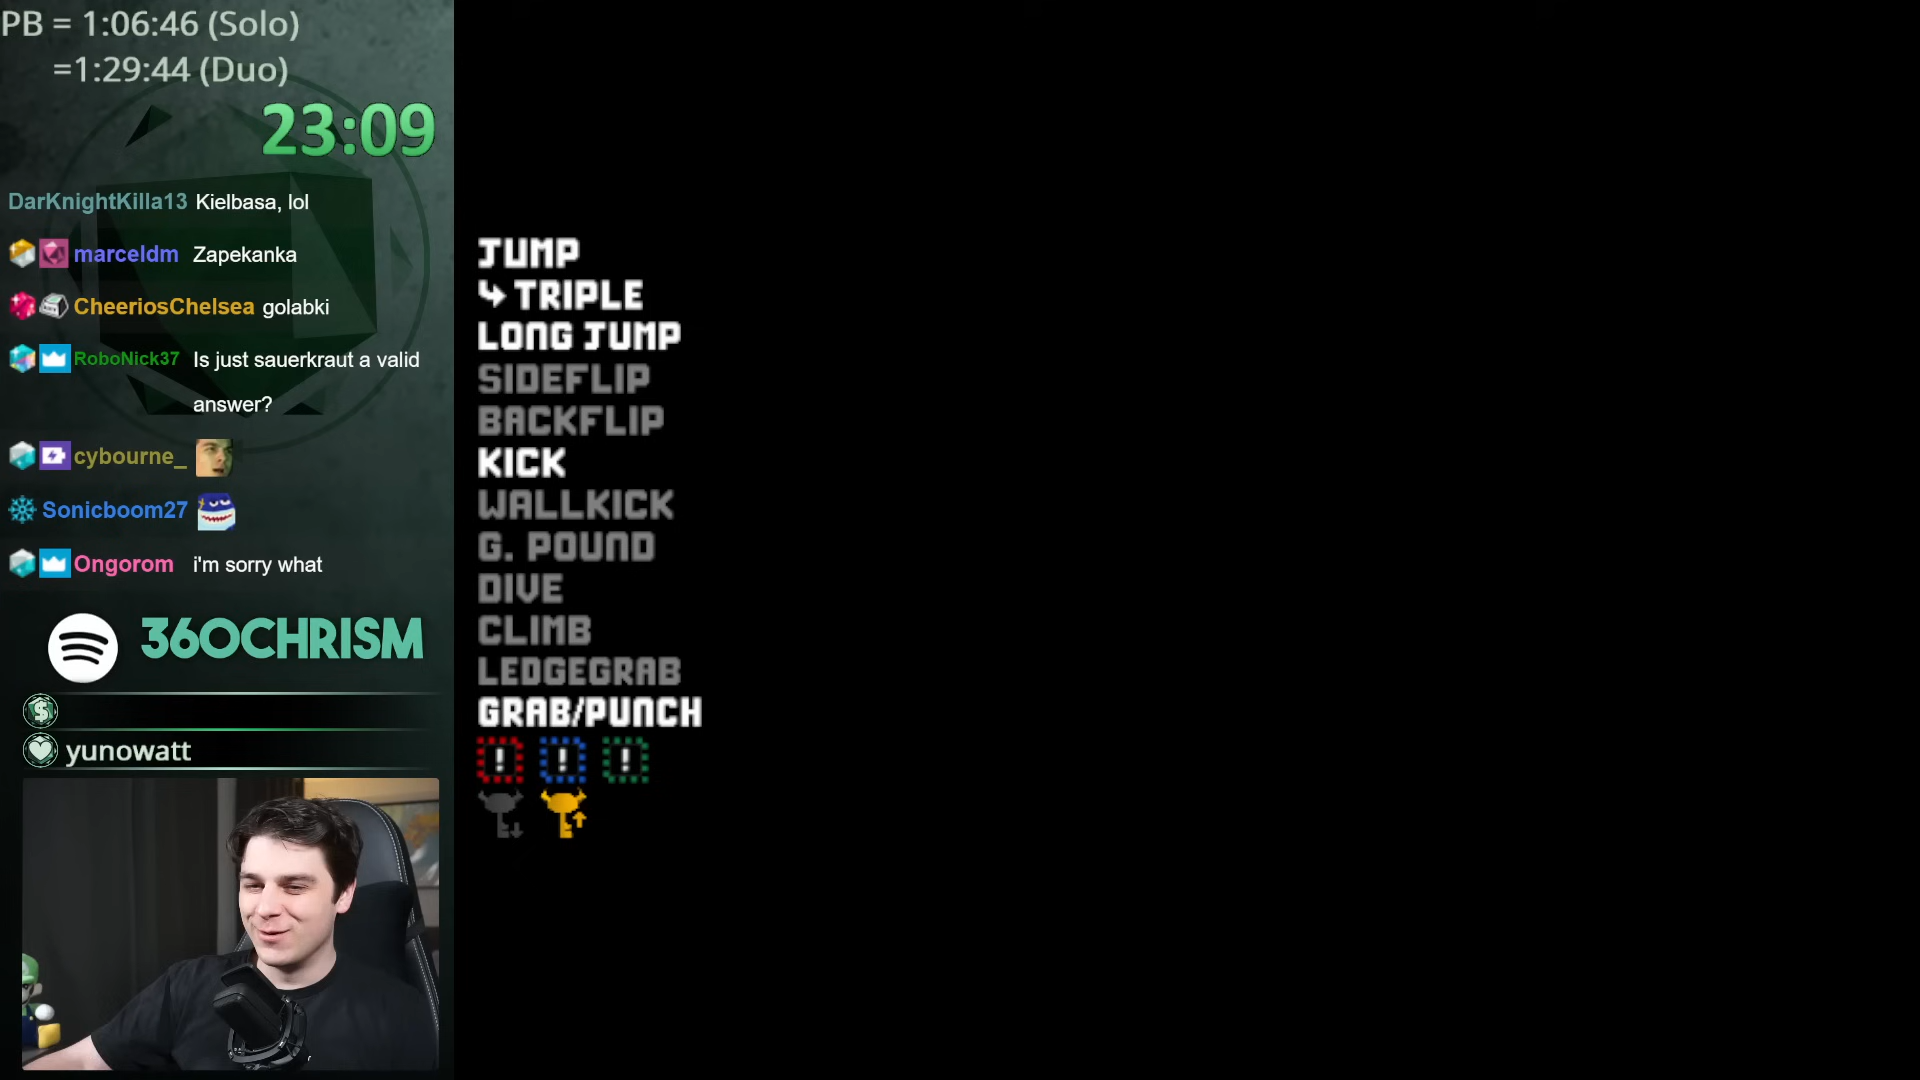 PB = 1:06:46 (Solo)
=1:29:44 (Duo)
23:09
DarKnightKilla13 Kielbasa, lol
marceldm Zapekanka
CheeriosChelsea golabki
RoboNick37 Is just sauerkraut a valid
answer?
cybourne_
Sonicboom27
Ongorom i'm sorry what
360CHRISM
$
yunowatt
JUMP
↳ TRIPLE
LONG JUMP
SIDEFLIP
BACKFLIP
KICK
WALLKICK
G. POUND
DIVE
CLIMB
LEDGEGRAB
GRAB/PUNCH
! ! !